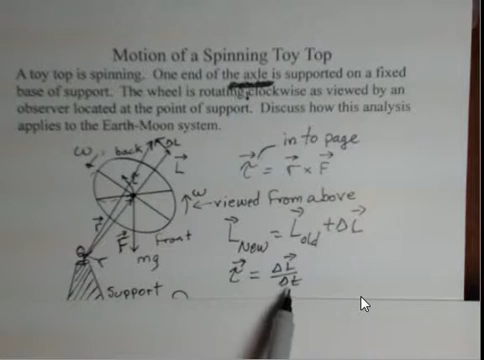 Motion of a Spinning Toy Top
A toy top is spinning. One end of the axle is supported on a fixed
base of support. The wheel is rotating clockwise as viewed by an
observer located at the point of support. Discuss how this analysis
applies to the Earth-Moon system.
in to page
τ⃗ = r⃗ × F⃗
ω
back
ΔL
L⃗
ω
viewed from above
L⃗New = L⃗old + ΔL⃗
r⃗
F⃗
Front
mg
τ⃗ = ΔL⃗/Δt
Support